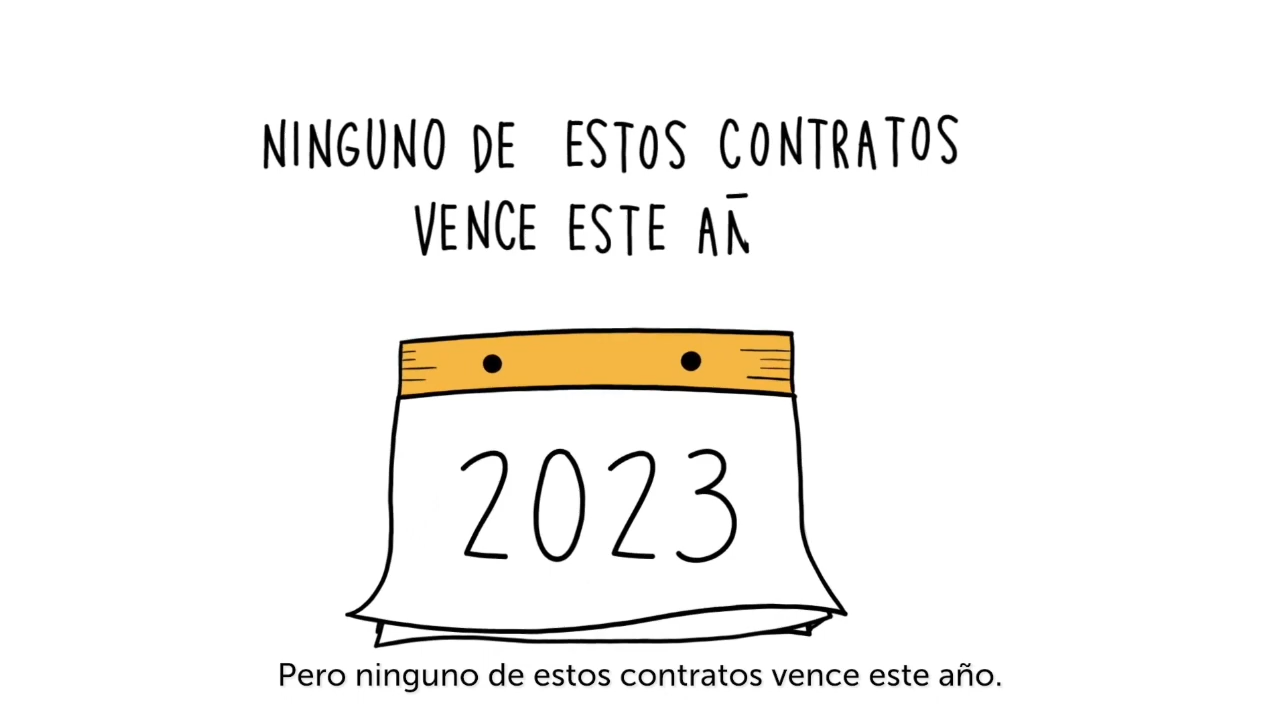 NINGUNO DE ESTOS CONTRATOS
VENCE ESTE AÑ
2023
Pero ninguno de estos contratos vence este año.